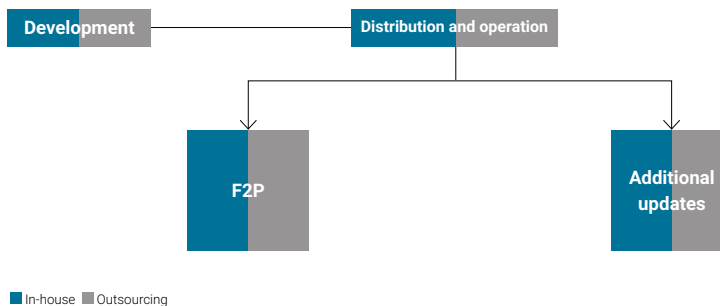 Development
Distribution and operation
F2P
Additional
updates
In-house
Outsourcing